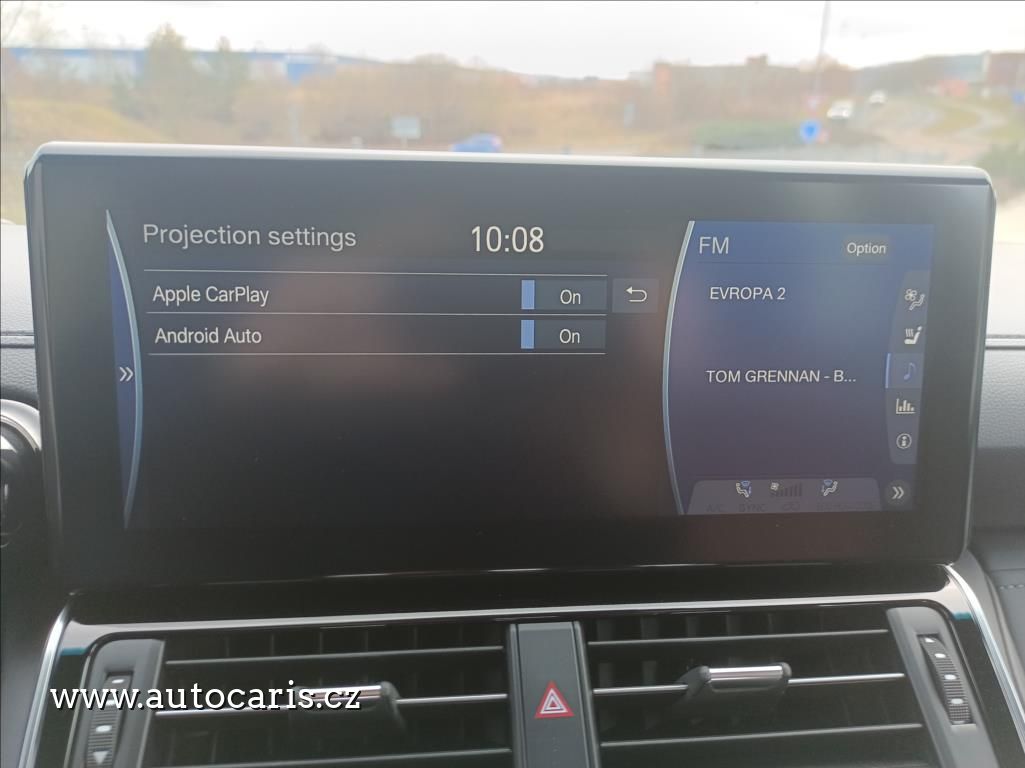 Projection settings
10:08
FM
Option
Apple CarPlay
On
EVROPA 2
Android Auto
On
TOM GRENNAN - B...
A/C
SYNC
www.autocaris.cz